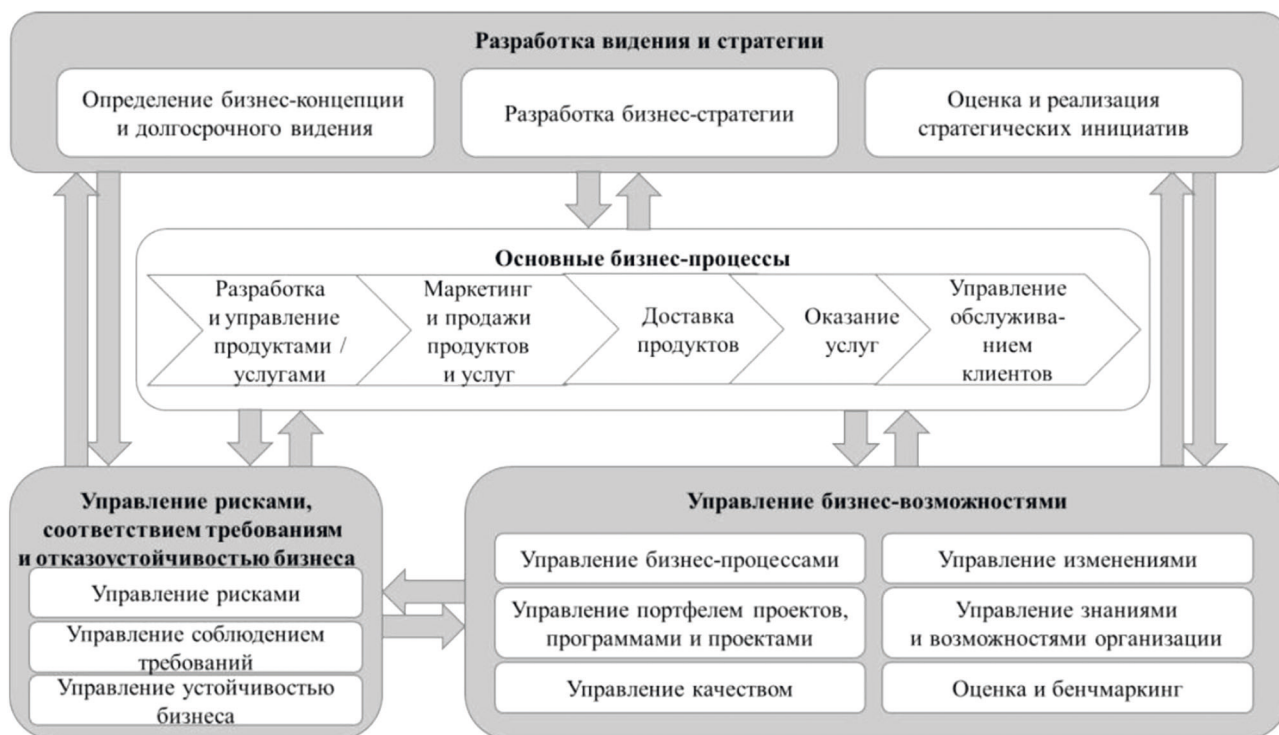 Разработка видения и стратегии
Определение бизнес-концепции
и долгосрочного видения
Разработка бизнес-стратегии
Оценка и реализация
стратегических инициатив
Основные бизнес-процессы
Разработка
и управление
продуктами /
услугами
Маркетинг
и продажи
продуктов
и услуг
Доставка
продуктов
Оказание
услуг
Управление
обслужива-
нием
клиентов
Управление рисками,
соответствием требованиям
и отказоустойчивостью бизнеса
Управление рисками
Управление соблюдением
требований
Управление устойчивостью
бизнеса
Управление бизнес-возможностями
Управление бизнес-процессами
Управление изменениями
Управление портфелем проектов,
программами и проектами
Управление знаниями
и возможностями организации
Управление качеством
Оценка и бенчмаркинг